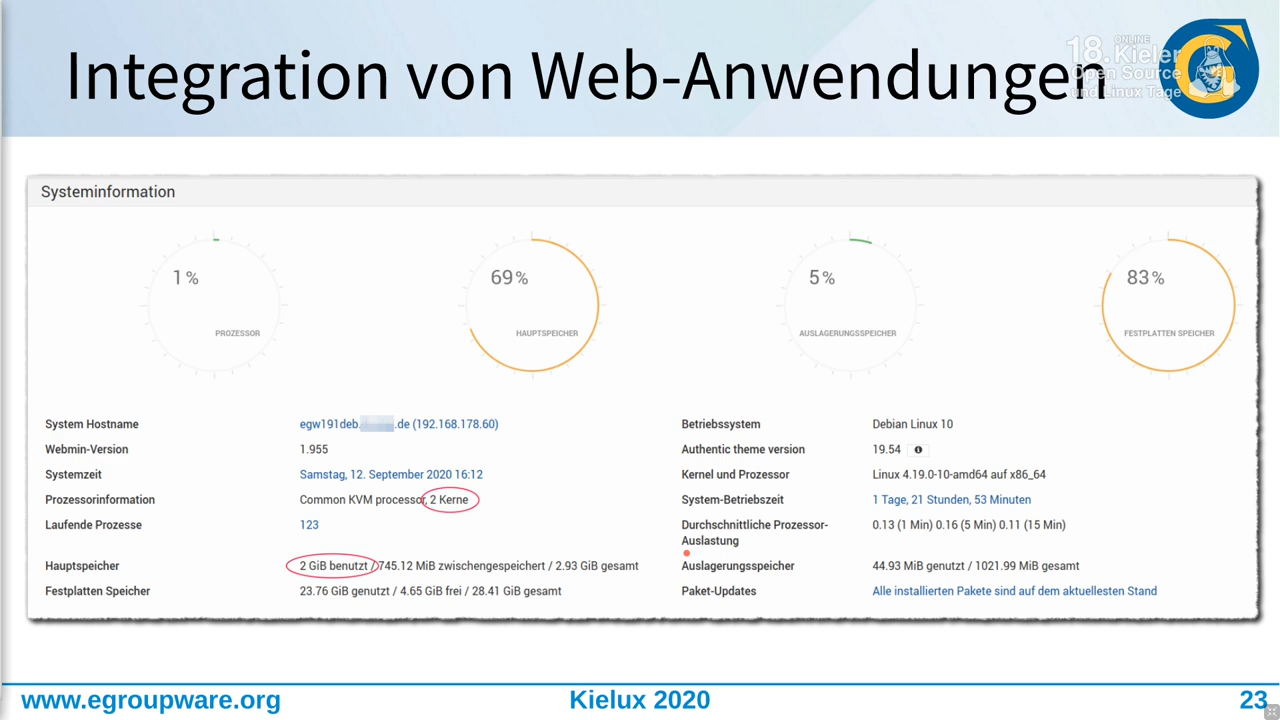 Integration von Web-Anwendungen
ONLINE
18. Kieler
Open Source
und Linux Tage
Systeminformation
1%
PROZESSOR
69%
HAUPTSPEICHER
5%
AUSLAGERUNGSSPEICHER
83%
FESTPLATTEN SPEICHER
System Hostname egw191deb. .de (192.168.178.60)
Webmin-Version 1.955
Systemzeit Samstag, 12. September 2020 16:12
Prozessorinformation Common KVM processor, 2 Kerne
Laufende Prozesse 123
Hauptspeicher 2 GiB benutzt / 745.12 MiB zwischengespeichert / 2.93 GiB gesamt
Festplatten Speicher 23.76 GiB genutzt / 4.65 GiB frei / 28.41 GiB gesamt
Betriebssystem Debian Linux 10
Authentic theme version 19.54
Kernel und Prozessor Linux 4.19.0-10-amd64 auf x86_64
System-Betriebszeit 1 Tage, 21 Stunden, 53 Minuten
Durchschnittliche Prozessor- 0.13 (1 Min) 0.16 (5 Min) 0.11 (15 Min)
Auslastung
Auslagerungsspeicher 44.93 MiB genutzt / 1021.99 MiB gesamt
Paket-Updates Alle installierten Pakete sind auf dem aktuellesten Stand
www.egroupware.org
Kielux 2020
23